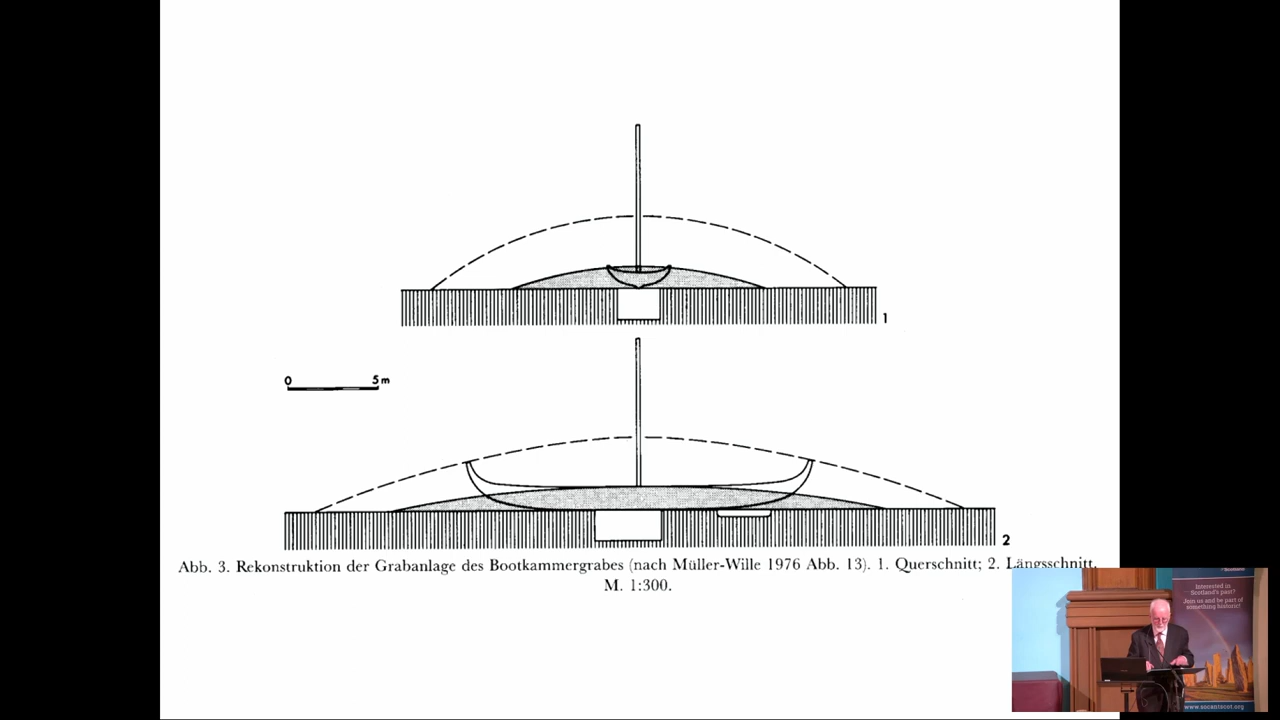 1
0 5 m
2
Abb. 3. Rekonstruktion der Grabanlage des Bootkammergrabes (nach Müller-Wille 1976 Abb. 13). 1. Querschnitt; 2. Längsschnitt.
M. 1:300.
Interested in
Scotland's past?
Join us and be part of
something historic!
www.socantscot.org